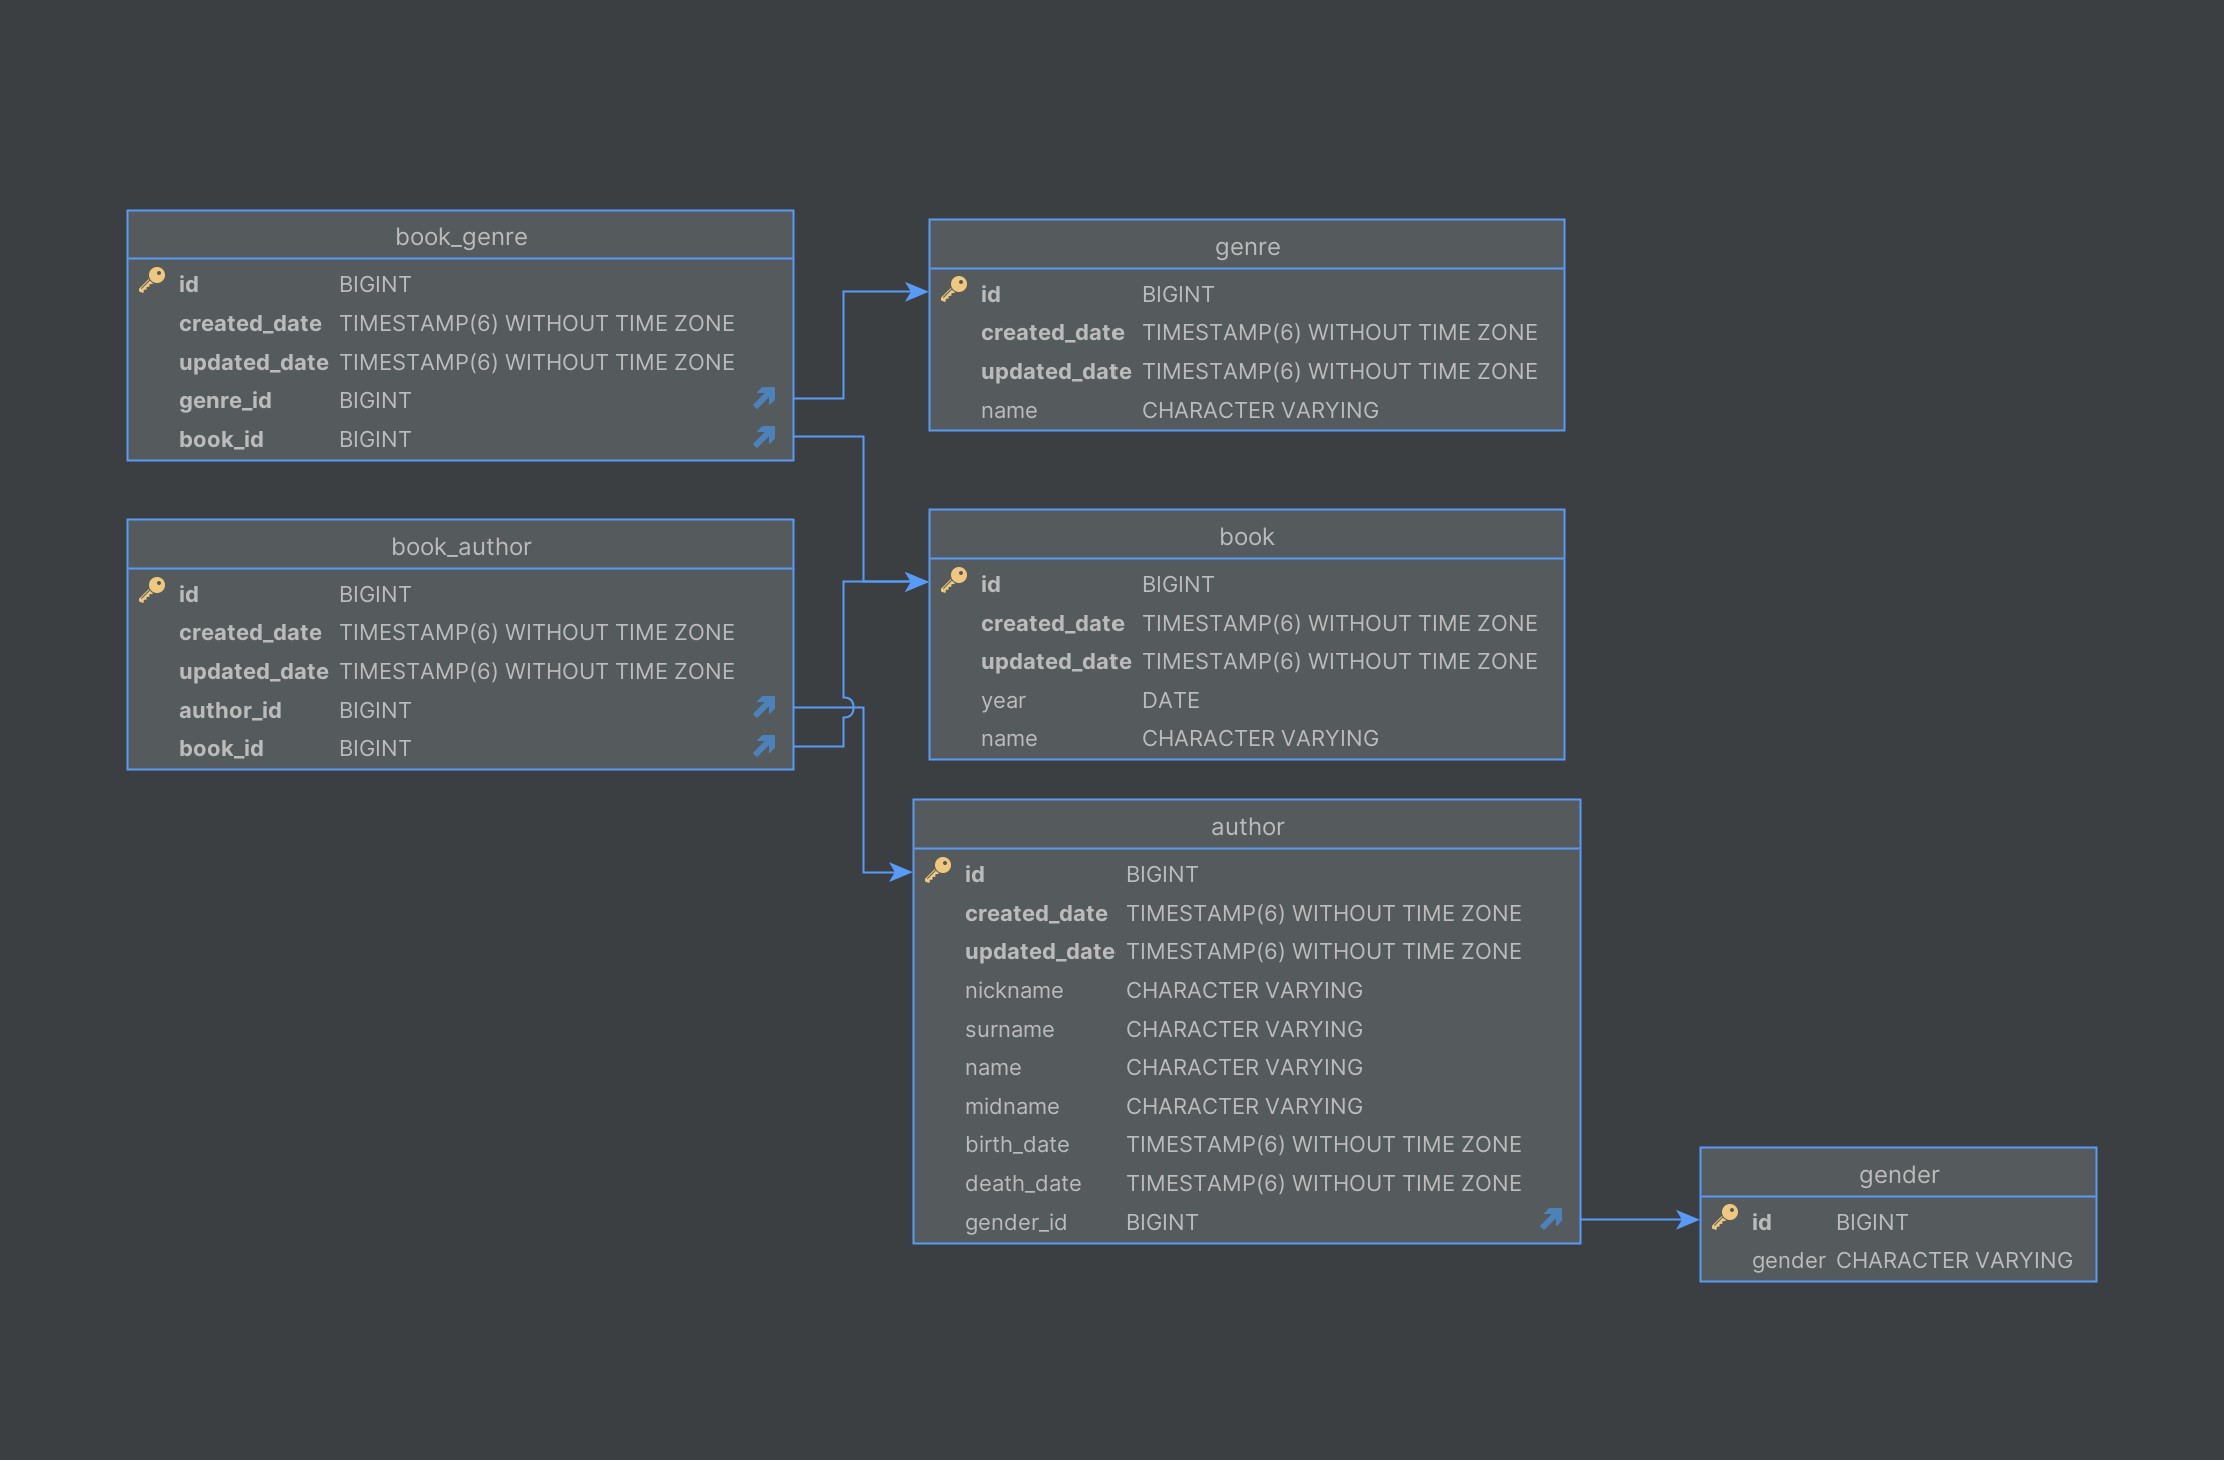 book_genre
id BIGINT
created_date TIMESTAMP(6) WITHOUT TIME ZONE
updated_date TIMESTAMP(6) WITHOUT TIME ZONE
genre_id BIGINT
book_id BIGINT
genre
id BIGINT
created_date TIMESTAMP(6) WITHOUT TIME ZONE
updated_date TIMESTAMP(6) WITHOUT TIME ZONE
name CHARACTER VARYING
book_author
id BIGINT
created_date TIMESTAMP(6) WITHOUT TIME ZONE
updated_date TIMESTAMP(6) WITHOUT TIME ZONE
author_id BIGINT
book_id BIGINT
book
id BIGINT
created_date TIMESTAMP(6) WITHOUT TIME ZONE
updated_date TIMESTAMP(6) WITHOUT TIME ZONE
year DATE
name CHARACTER VARYING
author
id BIGINT
created_date TIMESTAMP(6) WITHOUT TIME ZONE
updated_date TIMESTAMP(6) WITHOUT TIME ZONE
nickname CHARACTER VARYING
surname CHARACTER VARYING
name CHARACTER VARYING
midname CHARACTER VARYING
birth_date TIMESTAMP(6) WITHOUT TIME ZONE
death_date TIMESTAMP(6) WITHOUT TIME ZONE
gender_id BIGINT
gender
id BIGINT
gender CHARACTER VARYING